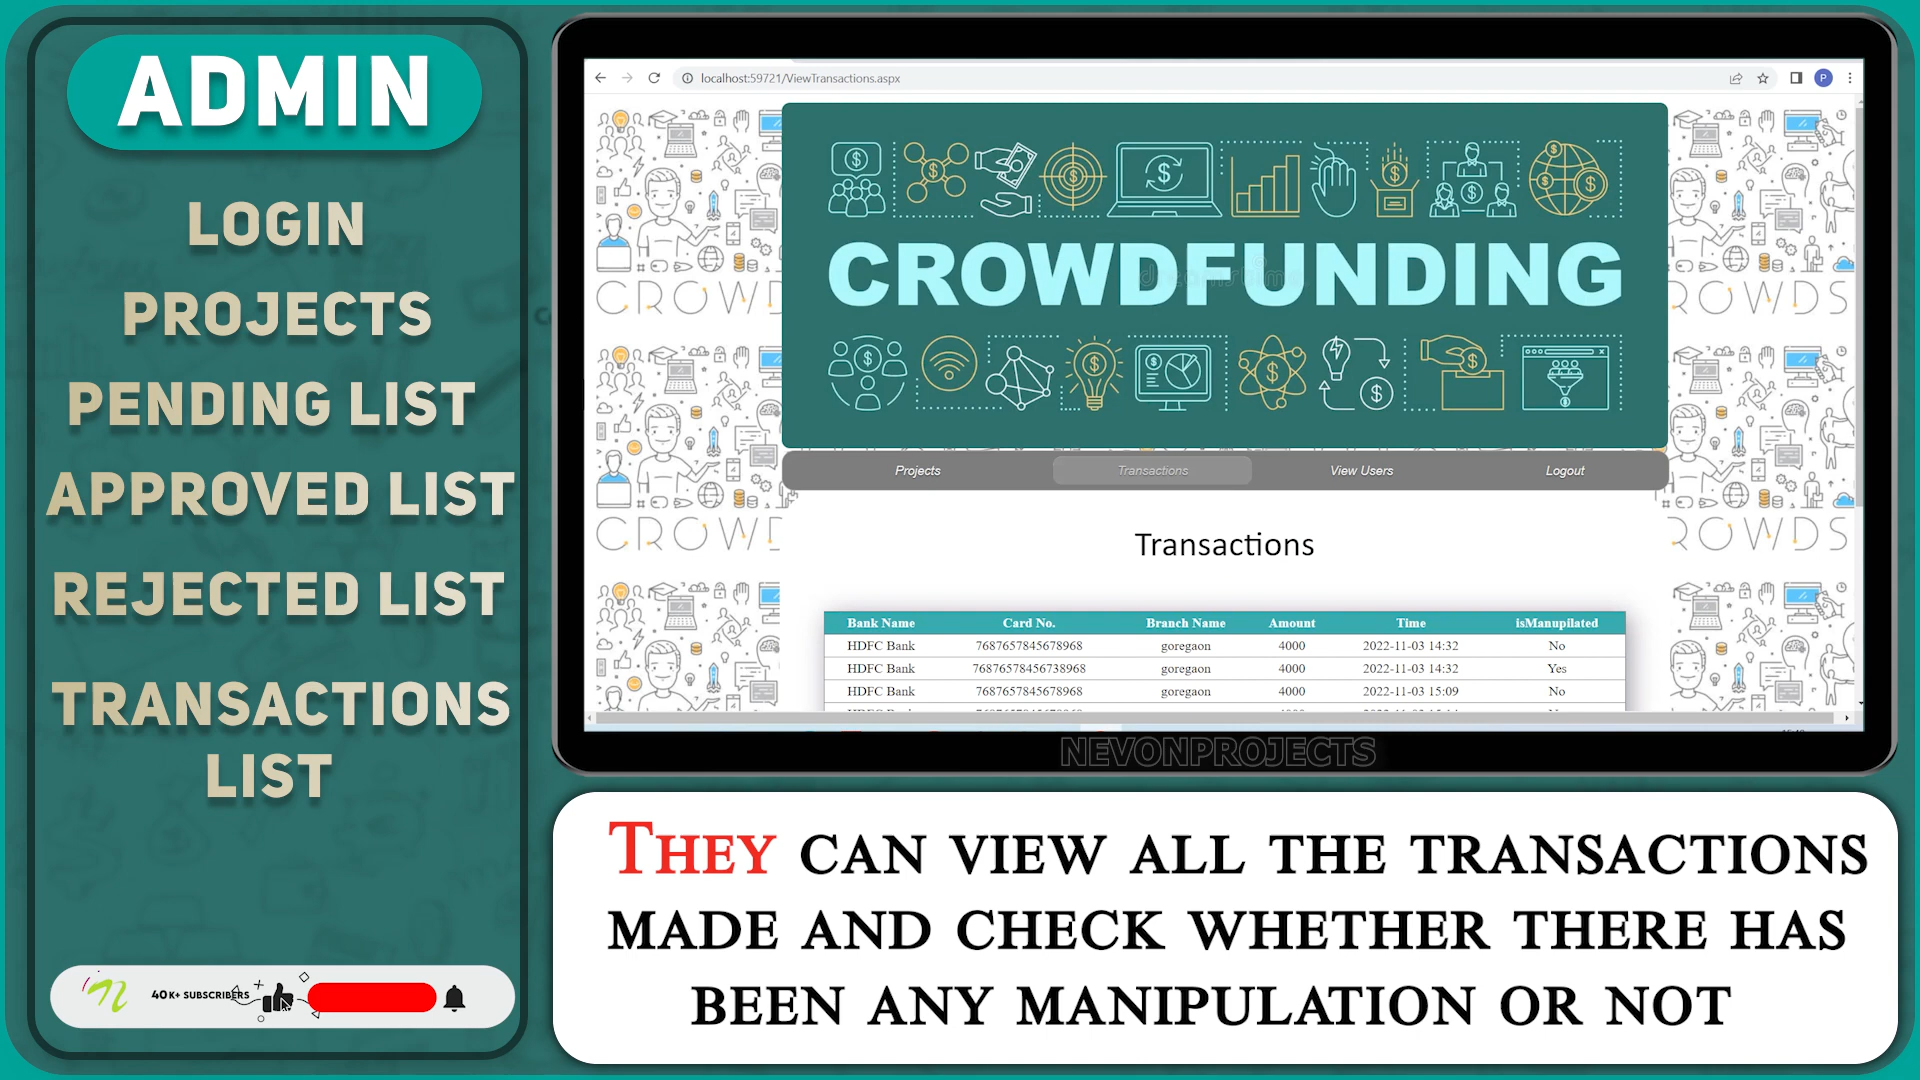 ADMIN
LOGIN
PROJECTS
PENDING LIST
APPROVED LIST
REJECTED LIST
TRANSACTIONS
LIST
40K+ SUBSCRIBERS
localhost:59721/ViewTransactions.aspx
P
CROWDFUNDING
Projects Transactions View Users Logout
Transactions
Bank Name Card No. Branch Name Amount Time isManupilated
HDFC Bank 7687657845678968 goregaon 4000 2022-11-03 14:32 No
HDFC Bank 76878578456738968 goregaon 4000 2022-11-03 14:32 Yes
HDFC Bank 7687657845678968 goregaon 4000 2022-11-03 15:09 No
NEVONPROJECTS
THEY CAN VIEW ALL THE TRANSACTIONS
MADE AND CHECK WHETHER THERE HAS
BEEN ANY MANIPULATION OR NOT